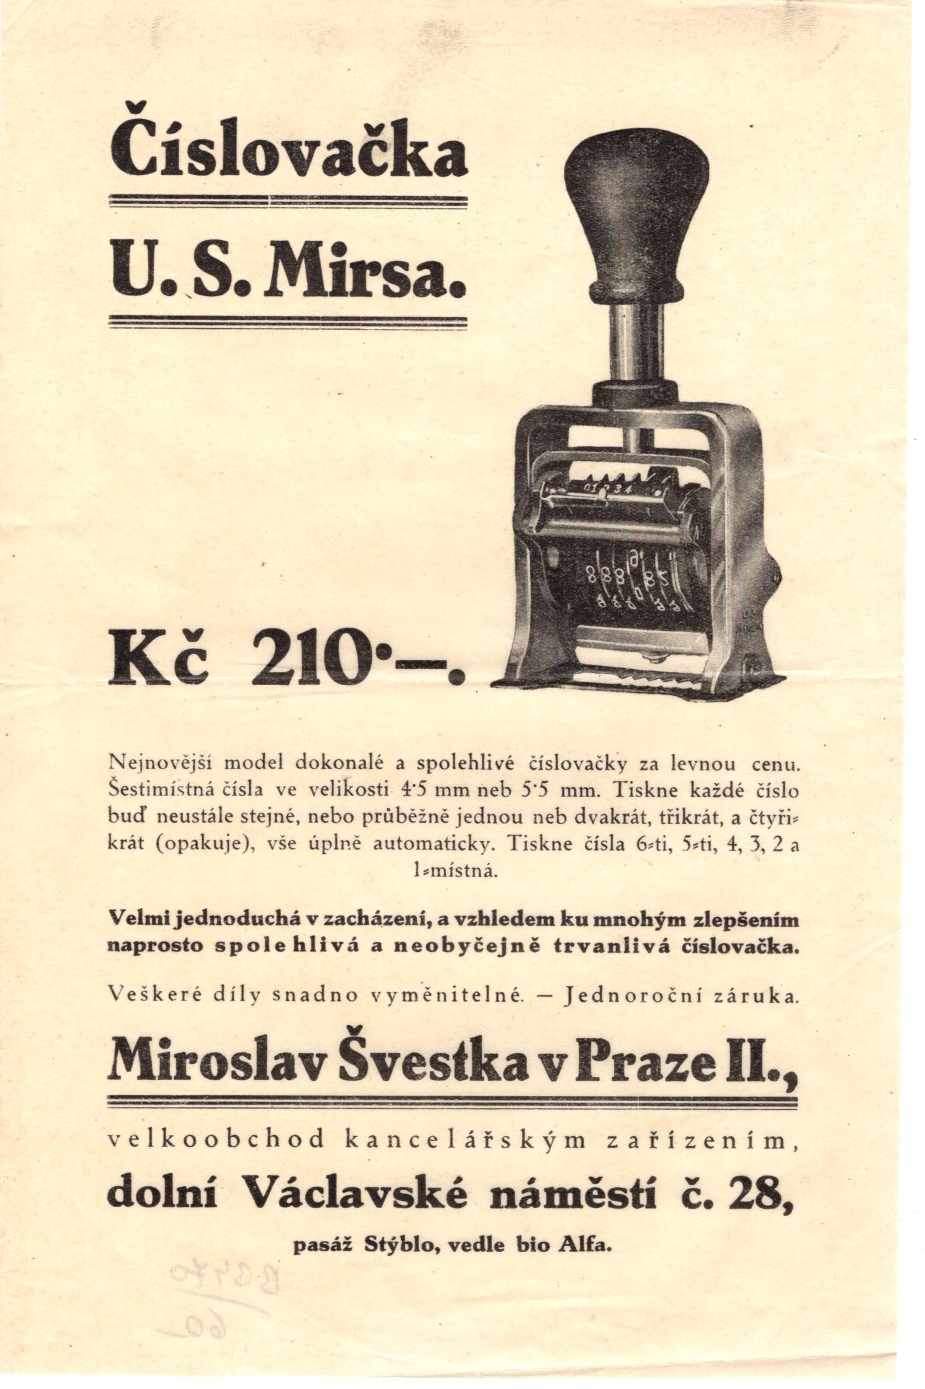 Číslovačka
U. S. Mirsa.
Kč 210·—.
Nejnovější model dokonalé a spolehlivé číslovačky za levnou cenu.
Šestimístná čísla ve velikosti 4·5 mm neb 5·5 mm. Tiskne každé číslo
buď neustále stejné, nebo průběžně jednou neb dvakrát, třikrát, a čtyři-
krát (opakuje), vše úplně automaticky. Tiskne čísla 6-ti, 5-ti, 4, 3, 2 a
1-místná.
Velmi jednoduchá v zacházení, a vzhledem ku mnohým zlepšením
naprosto spolehlivá a neobyčejně trvanlivá číslovačka.
Veškeré díly snadno vyměnitelné. — Jednoroční záruka.
Miroslav Švestka v Praze II.,
velkoobchod kancelářským zařízením,
dolní Václavské náměstí č. 28,
pasáž Stýblo, vedle bio Alfa.